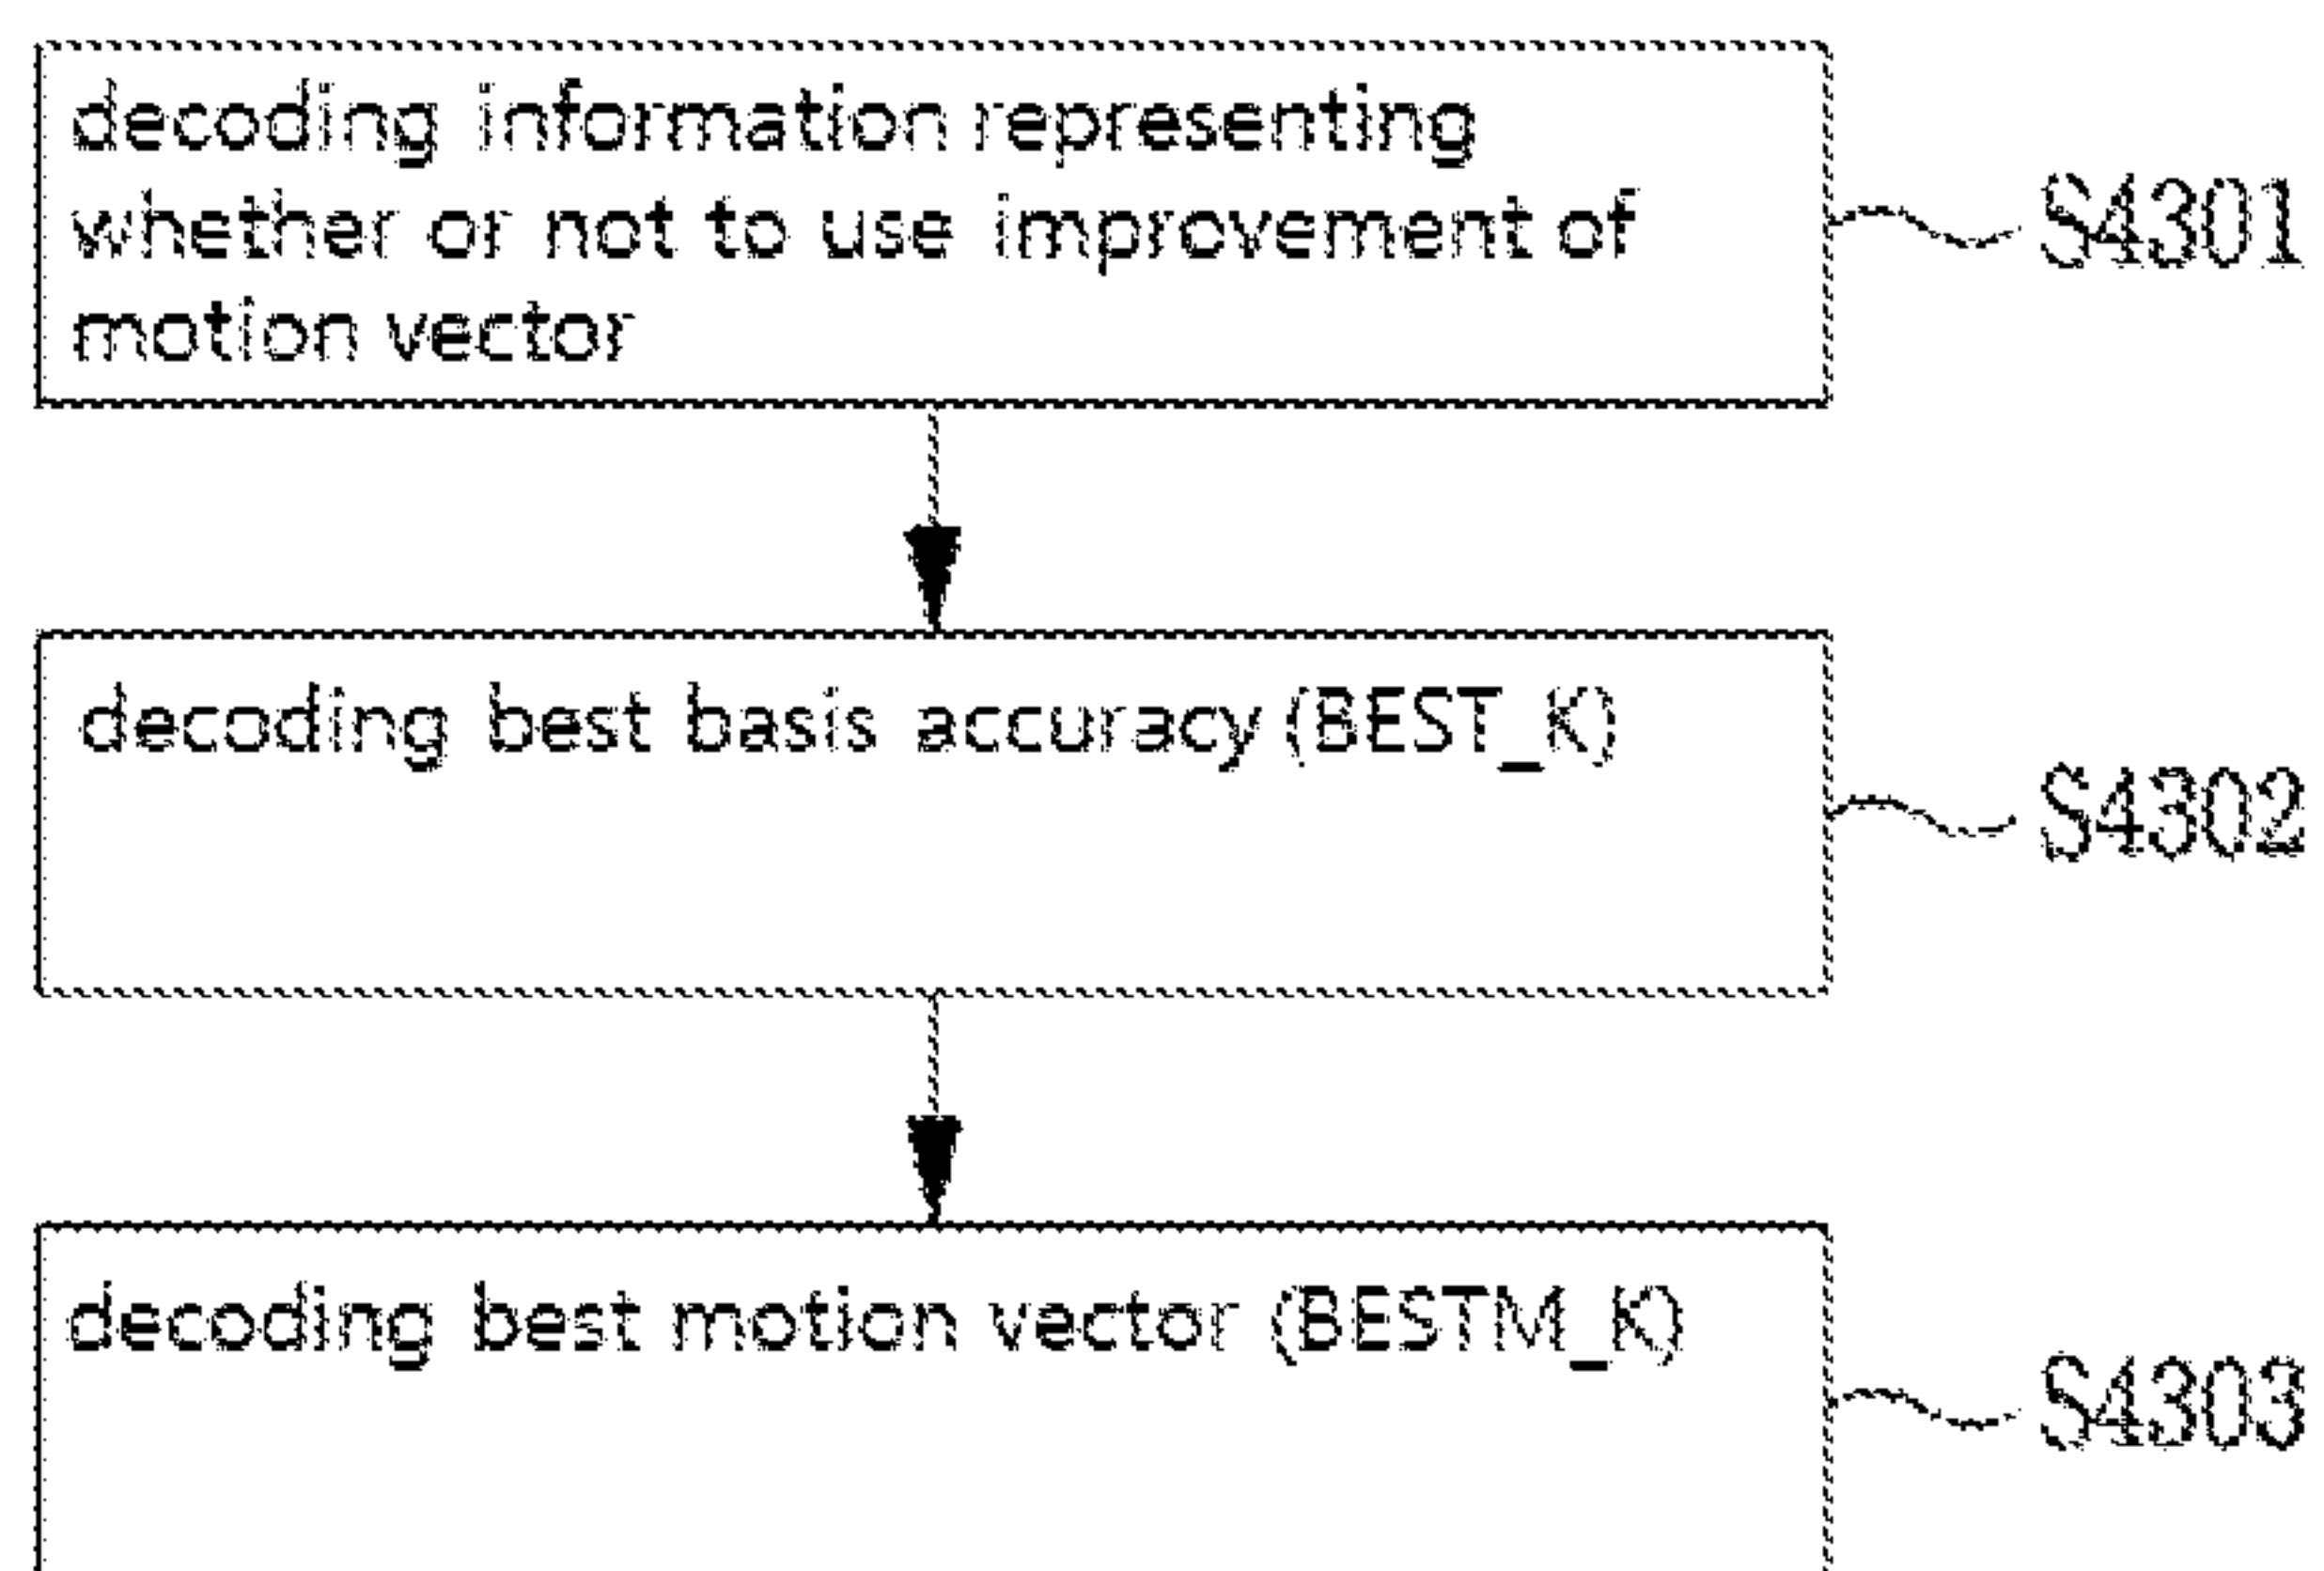 decoding information representing
whether or not to use improvement of
motion vector
S4301
decoding best basis accuracy (BEST_K)
S4302
decoding best motion vector (BESTM_K)
S4303